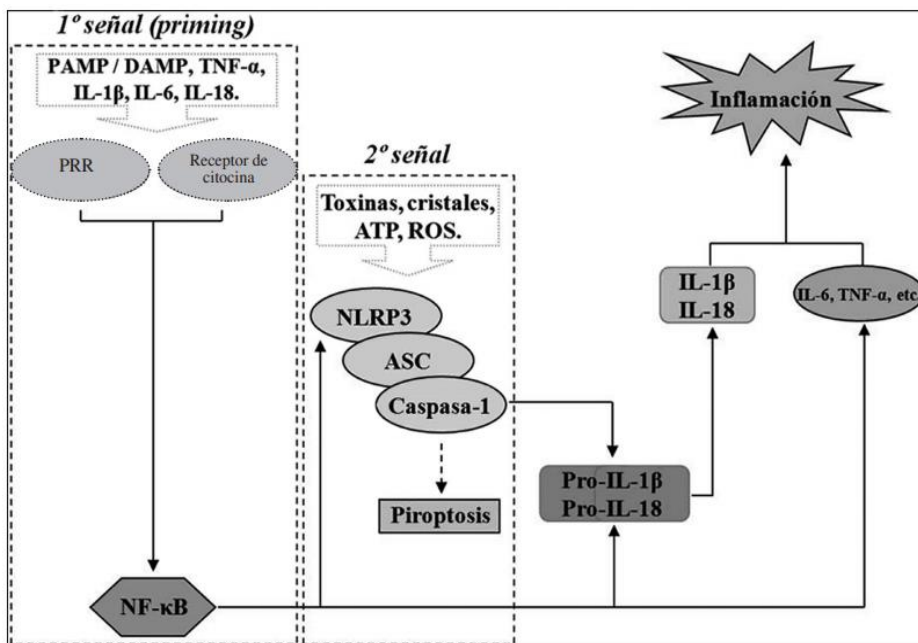 1º señal (priming)
PAMP / DAMP, TNF-α,
IL-1β, IL-6, IL-18.
PRR
Receptor de
citocina
2º señal
Toxinas, cristales,
ATP, ROS.
NLRP3
ASC
Caspasa-1
Piroptosis
NF-κB
Pro-IL-1β
Pro-IL-18
IL-1β
IL-18
IL-6, TNF-α, etc
Inflamación